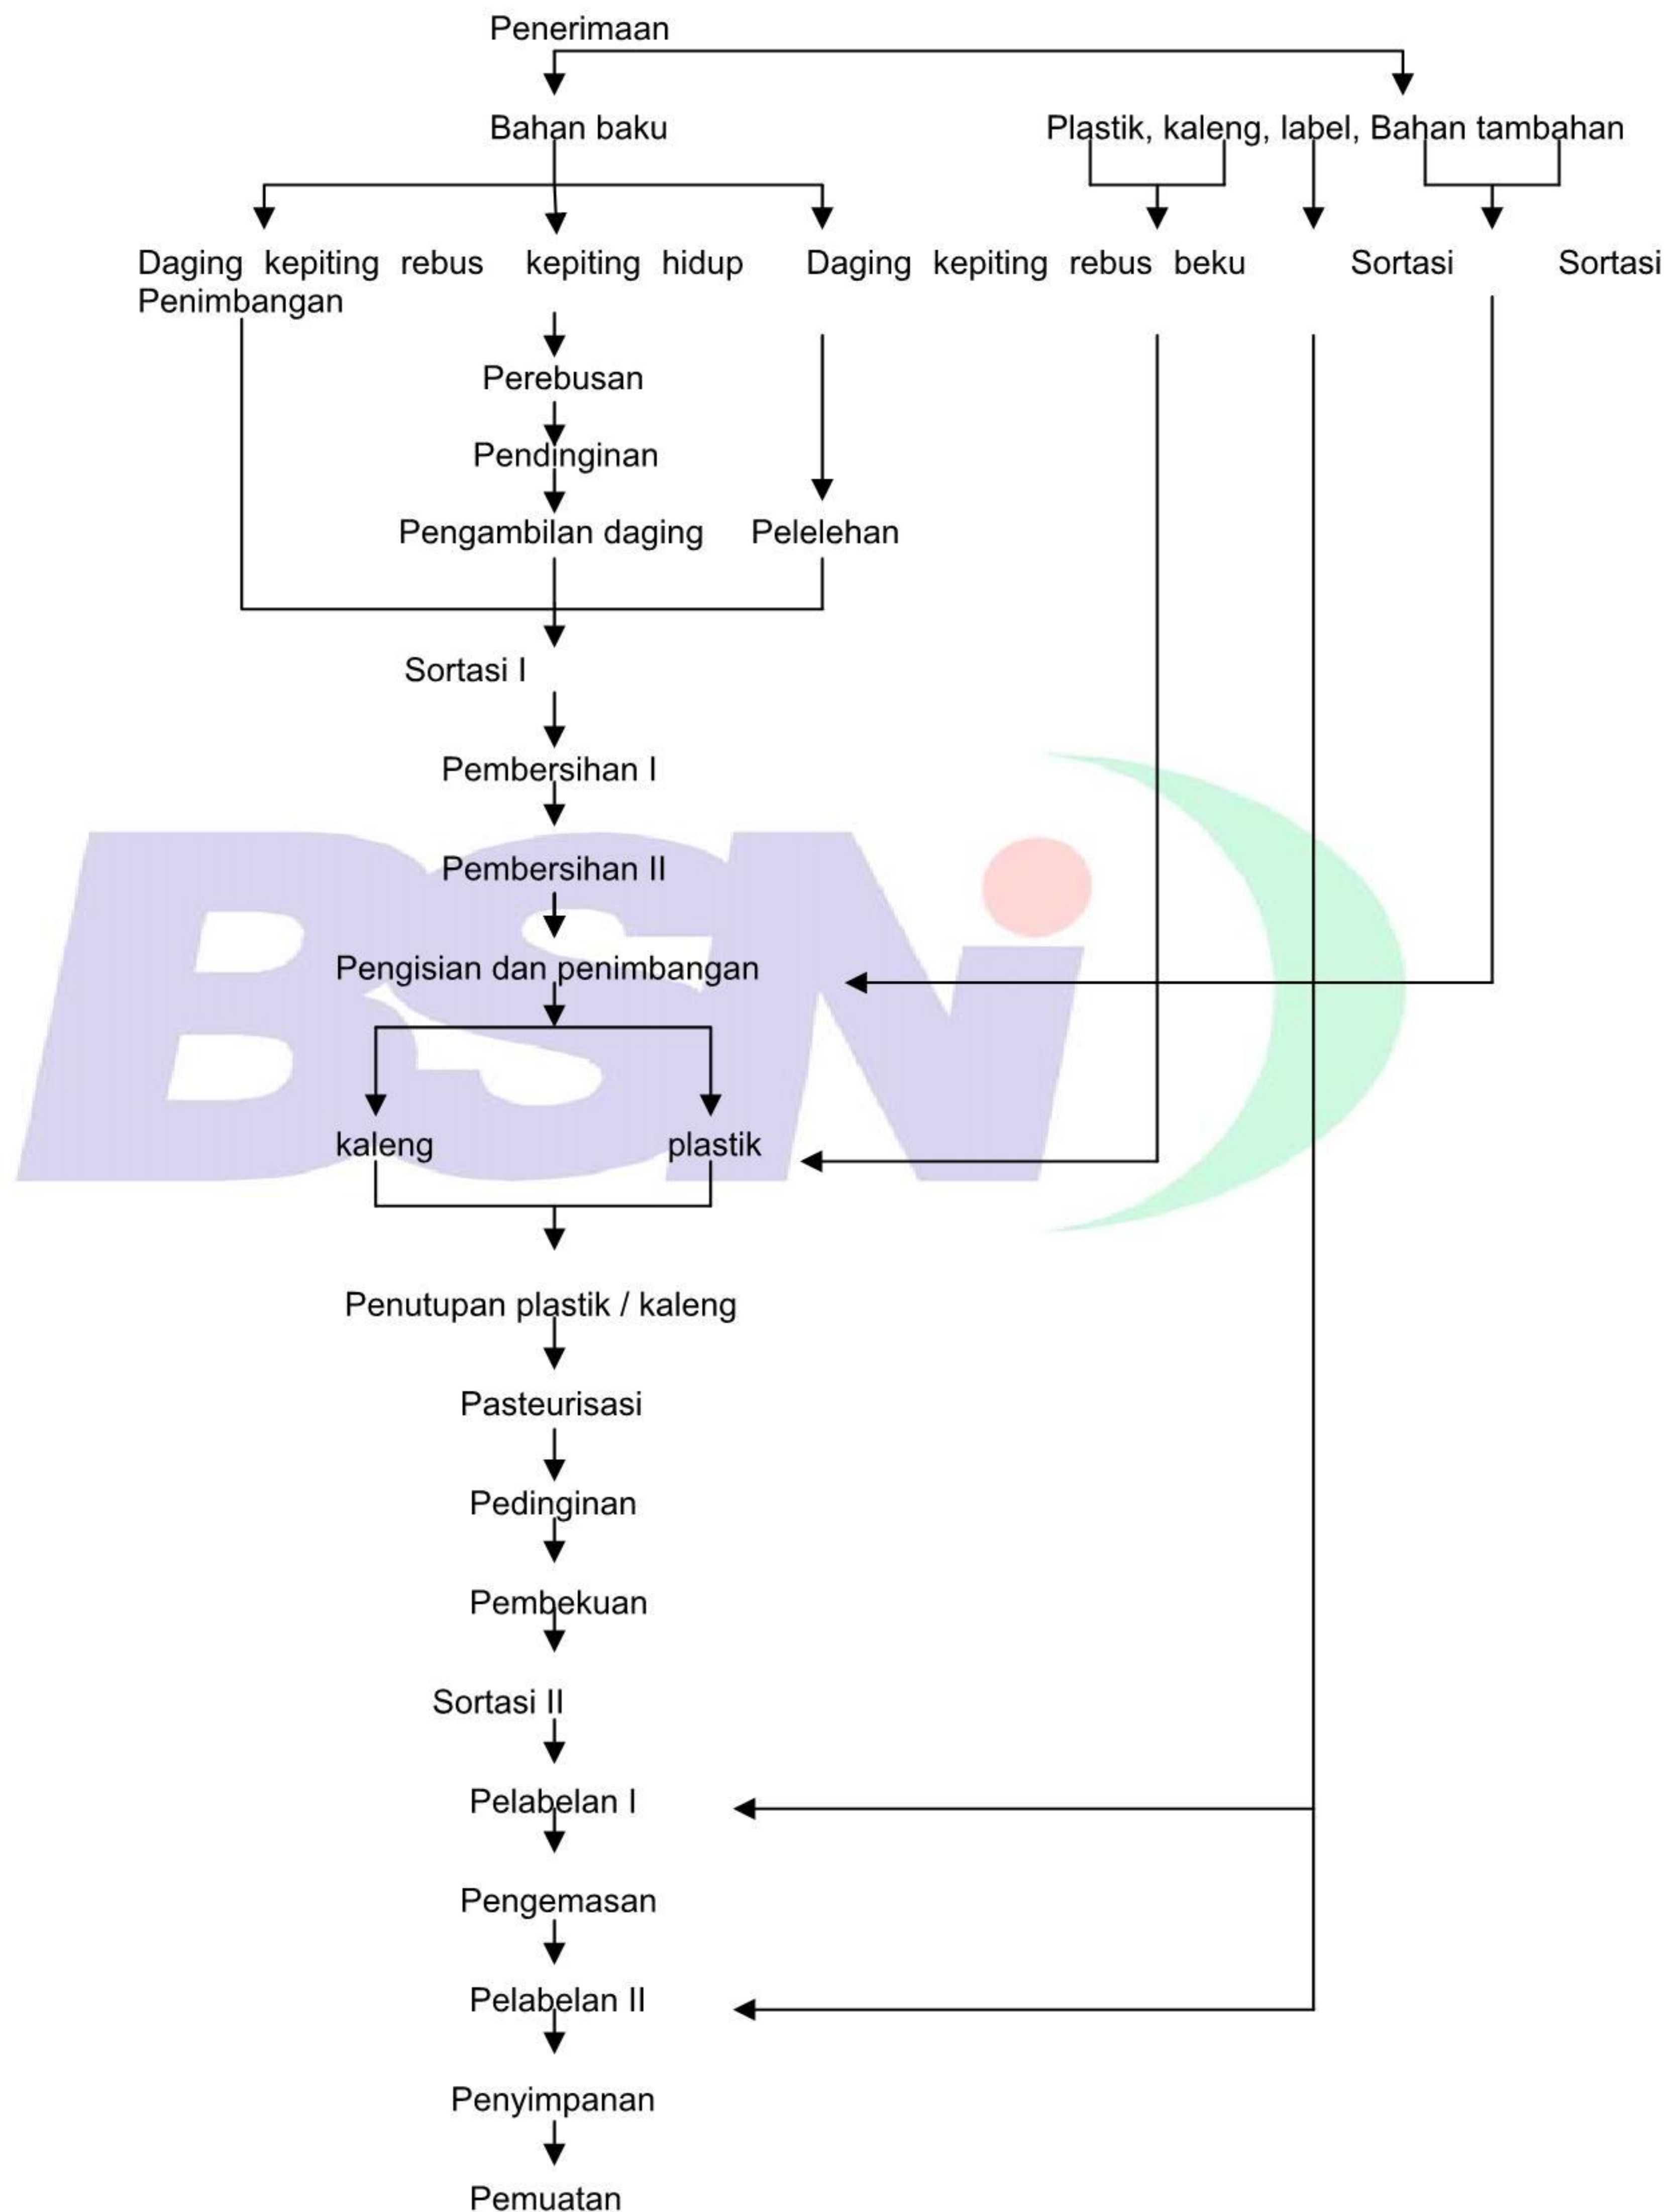 Penerimaan
Bahan baku
Plastik, kaleng, label, Bahan tambahan
Daging kepiting rebus kepiting hidup Daging kepiting rebus beku Sortasi Sortasi
Penimbangan
Perebusan
Pendinginan
Pengambilan daging
Pelelehan
Sortasi I
Pembersihan I
Pembersihan II
Pengisian dan penimbangan
kaleng
plastik
BSNi
Penutupan plastik / kaleng
Pasteurisasi
Pedinginan
Pembekuan
Sortasi II
Pelabelan I
Pengemasan
Pelabelan II
Penyimpanan
Pemuatan